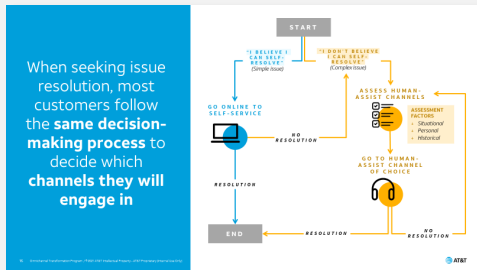 When seeking issue
resolution, most
customers follow
the same decision-
making process to
decide which
channels they will
engage in
START
"I BELIEVE I
CAN SELF-
RESOLVE"
(Simple issue)
"I DON'T BELIEVE
I CAN SELF-
RESOLVE"
(Complex issue)
GO ONLINE TO
SELF-SERVICE
NO
RESOLUTION
RESOLUTION
ASSESS HUMAN-
ASSIST CHANNELS
ASSESSMENT
FACTORS
• Situational
• Personal
• Historical
GO TO HUMAN-
ASSIST CHANNEL
OF CHOICE
RESOLUTION
NO
RESOLUTION
END
AT&T